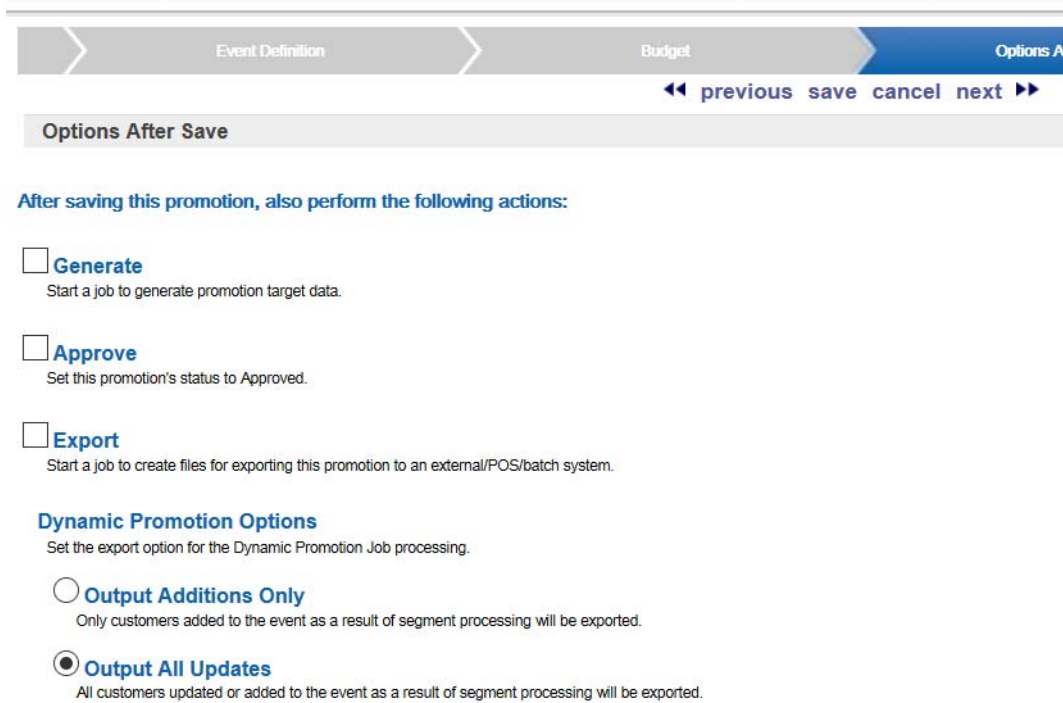 Event Definition
Budget
Options A
previous save cancel next
Options After Save
After saving this promotion, also perform the following actions:
Generate
Start a job to generate promotion target data.
Approve
Set this promotion's status to Approved.
Export
Start a job to create files for exporting this promotion to an external/POS/batch system.
Dynamic Promotion Options
Set the export option for the Dynamic Promotion Job processing.
Output Additions Only
Only customers added to the event as a result of segment processing will be exported.
Output All Updates
All customers updated or added to the event as a result of segment processing will be exported.